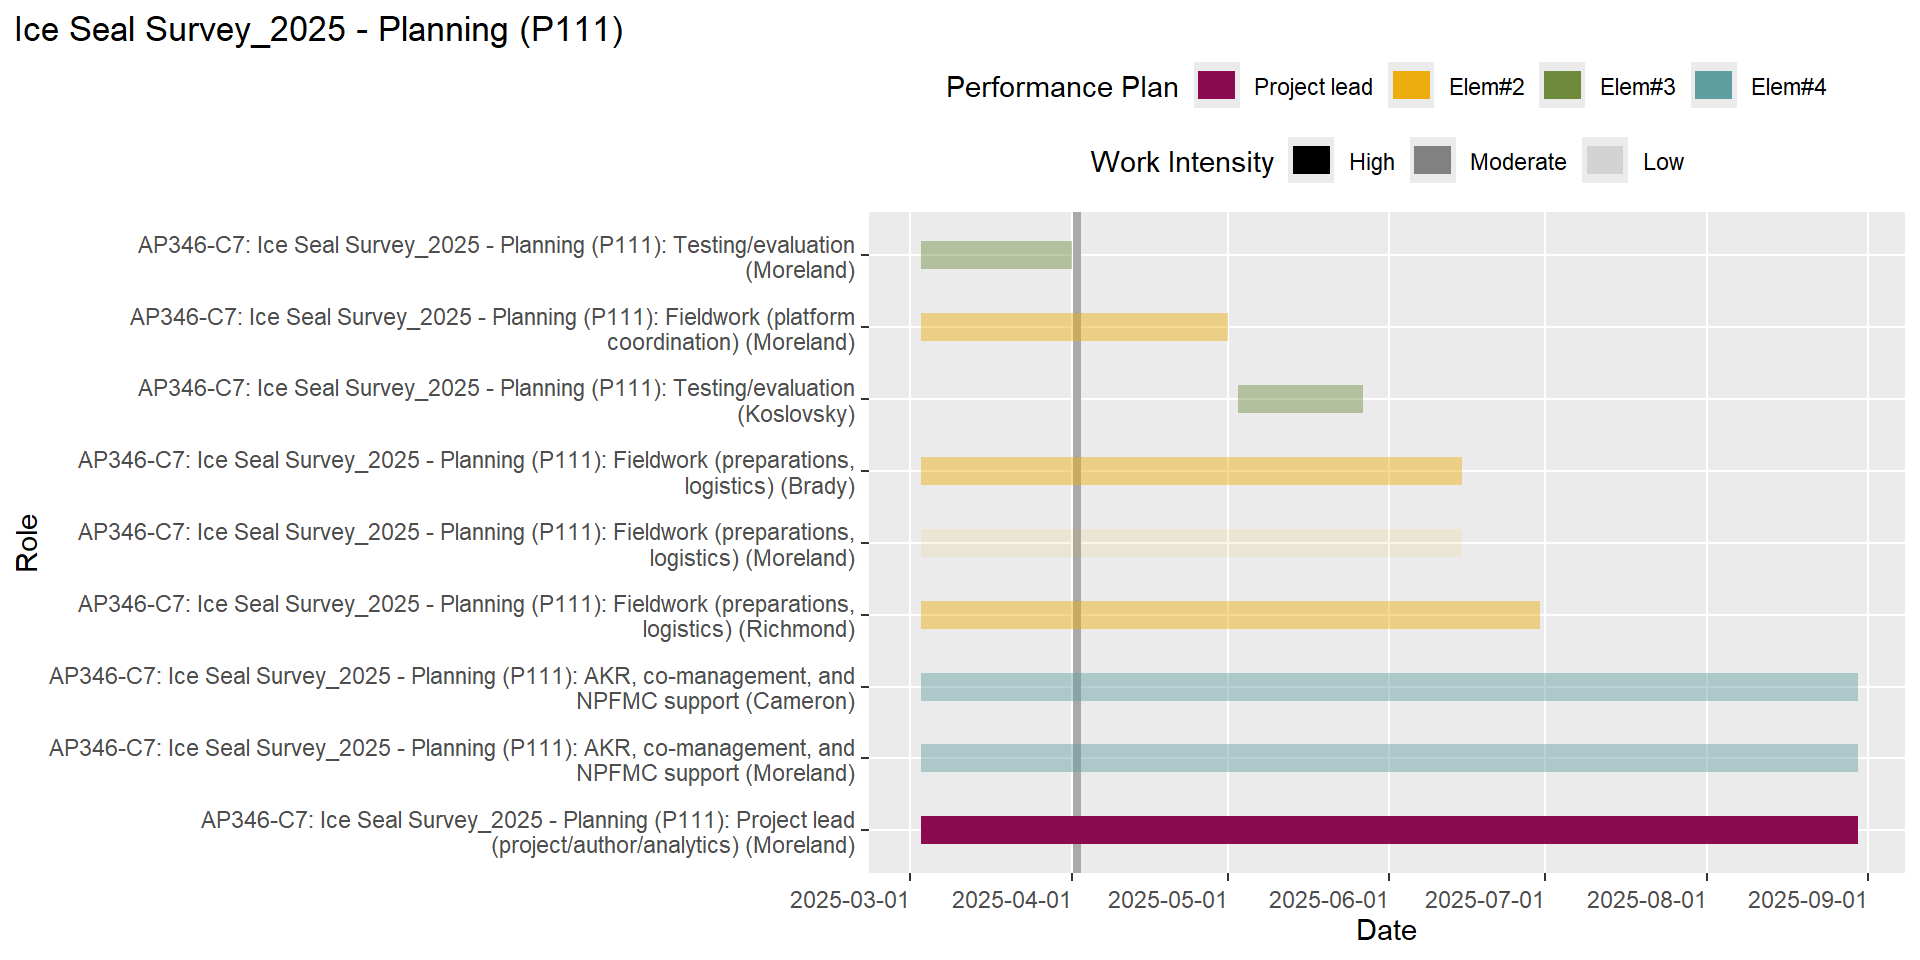 Ice Seal Survey_2025 - Planning (P111)
Performance Plan Project lead Elem#2 Elem#3 Elem#4
Work Intensity High Moderate Low
AP346-C7: Ice Seal Survey_2025 - Planning (P111): Testing/evaluation
(Moreland)
AP346-C7: Ice Seal Survey_2025 - Planning (P111): Fieldwork (platform
coordination) (Moreland)
AP346-C7: Ice Seal Survey_2025 - Planning (P111): Testing/evaluation
(Koslovsky)
AP346-C7: Ice Seal Survey_2025 - Planning (P111): Fieldwork (preparations,
logistics) (Brady)
AP346-C7: Ice Seal Survey_2025 - Planning (P111): Fieldwork (preparations,
logistics) (Moreland)
AP346-C7: Ice Seal Survey_2025 - Planning (P111): Fieldwork (preparations,
logistics) (Richmond)
AP346-C7: Ice Seal Survey_2025 - Planning (P111): AKR, co-management, and
NPFMC support (Cameron)
AP346-C7: Ice Seal Survey_2025 - Planning (P111): AKR, co-management, and
NPFMC support (Moreland)
AP346-C7: Ice Seal Survey_2025 - Planning (P111): Project lead
(project/author/analytics) (Moreland)
Role
2025-03-01 2025-04-01 2025-05-01 2025-06-01 2025-07-01 2025-08-01 2025-09-01
Date